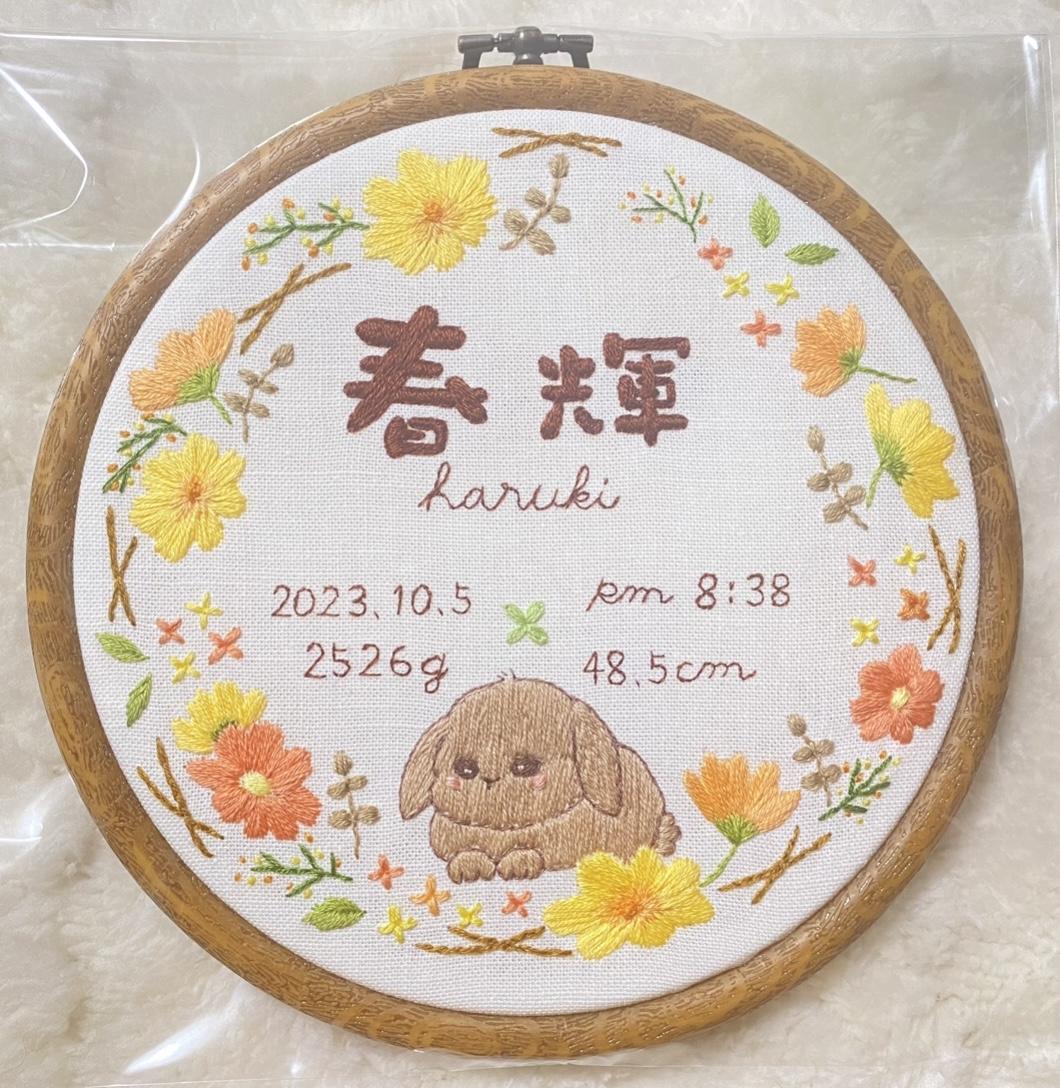 春輝
haruki
2023.10.5 pm 8:38
2526g 48.5cm